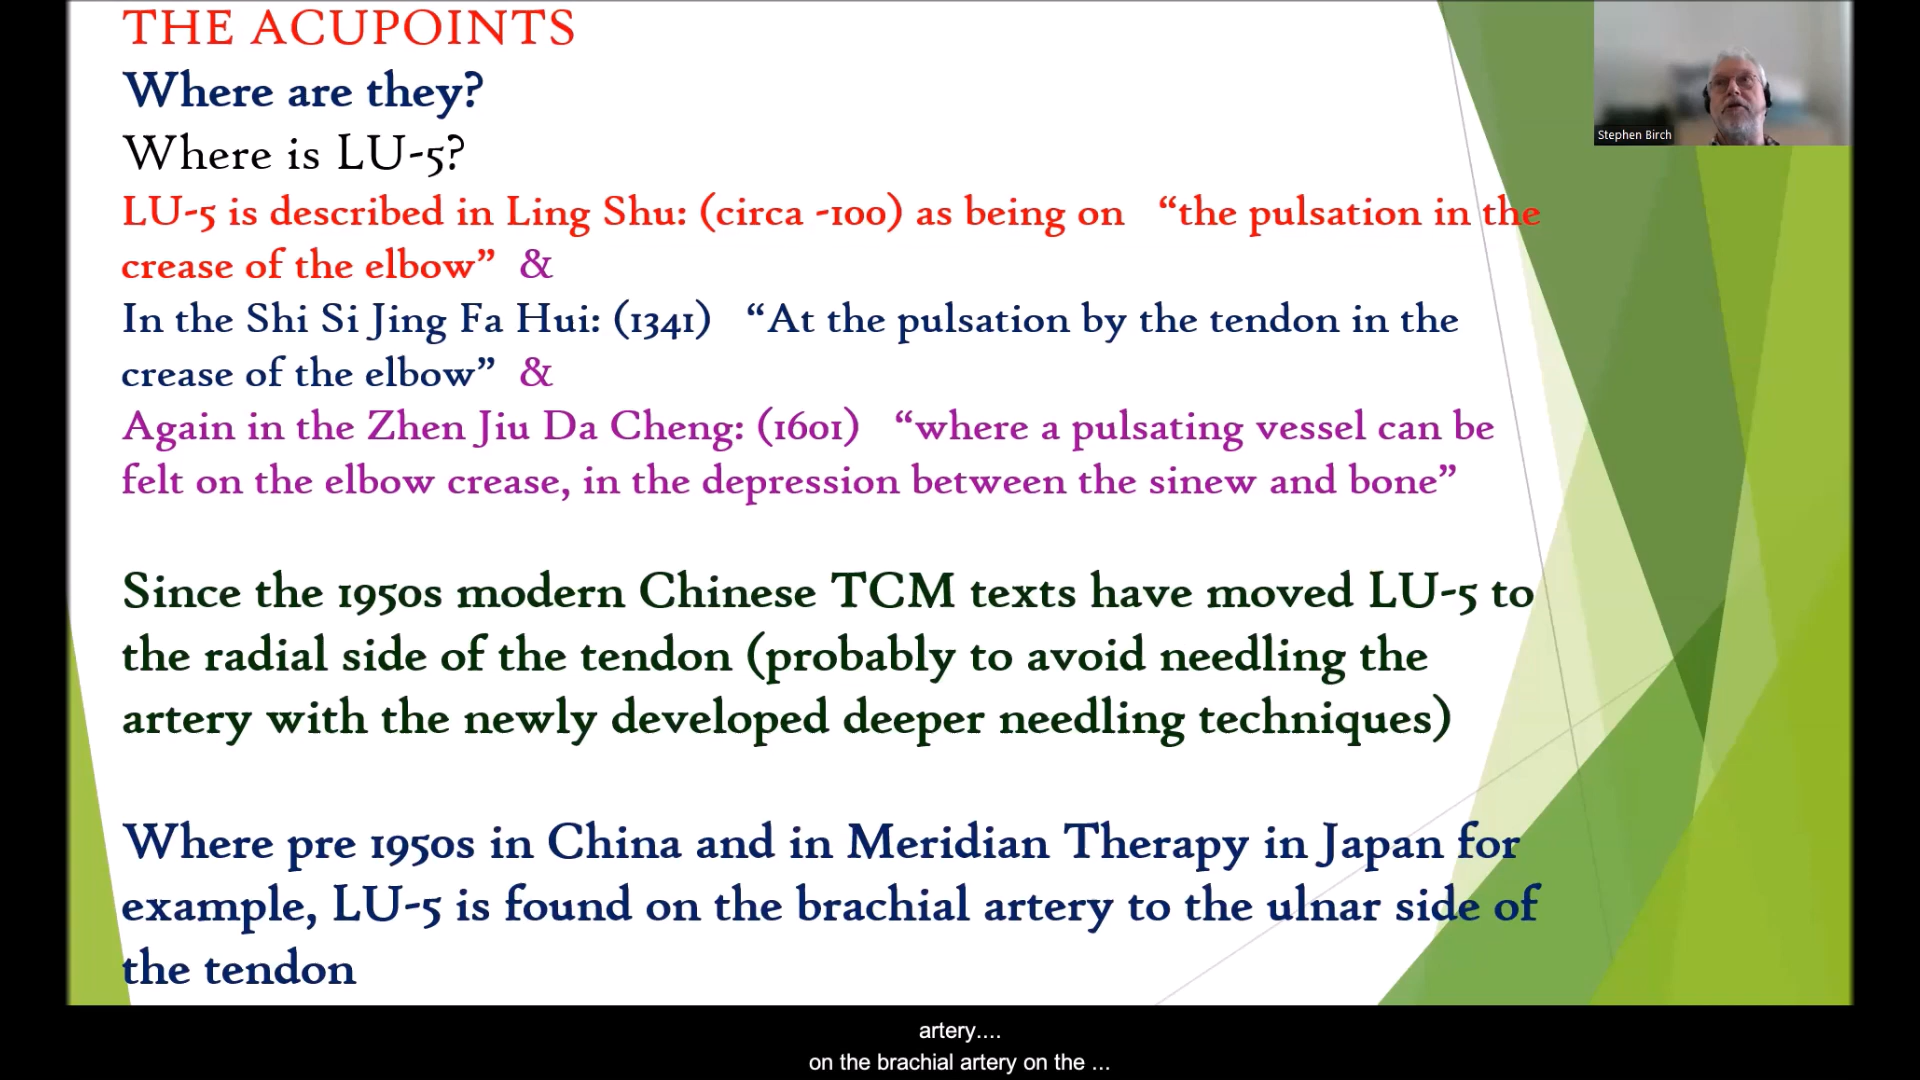 THE ACUPOINTS
Where are they?
Where is LU-5?
LU-5 is described in Ling Shu: (circa -100) as being on “the pulsation in the
crease of the elbow” &
In the Shi Si Jing Fa Hui: (1341) “At the pulsation by the tendon in the
crease of the elbow” &
Again in the Zhen Jiu Da Cheng: (1601) “where a pulsating vessel can be
felt on the elbow crease, in the depression between the sinew and bone”
Since the 1950s modern Chinese TCM texts have moved LU-5 to
the radial side of the tendon (probably to avoid needling the
artery with the newly developed deeper needling techniques)
Where pre 1950s in China and in Meridian Therapy in Japan for
example, LU-5 is found on the brachial artery to the ulnar side of
the tendon
Stephen Birch
artery....
on the brachial artery on the ...